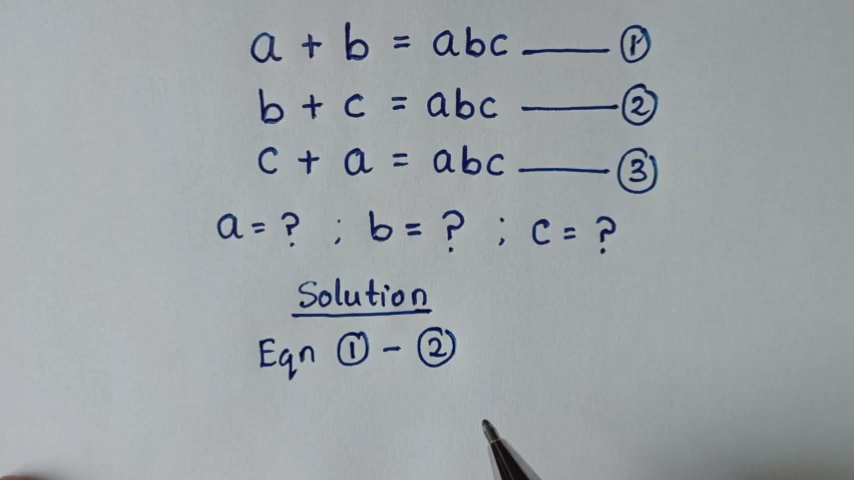 a + b = abc —— ①
b + c = abc —— ②
c + a = abc —— ③
a = ? ; b = ? ; c = ?
Solution
Eqn ① - ②